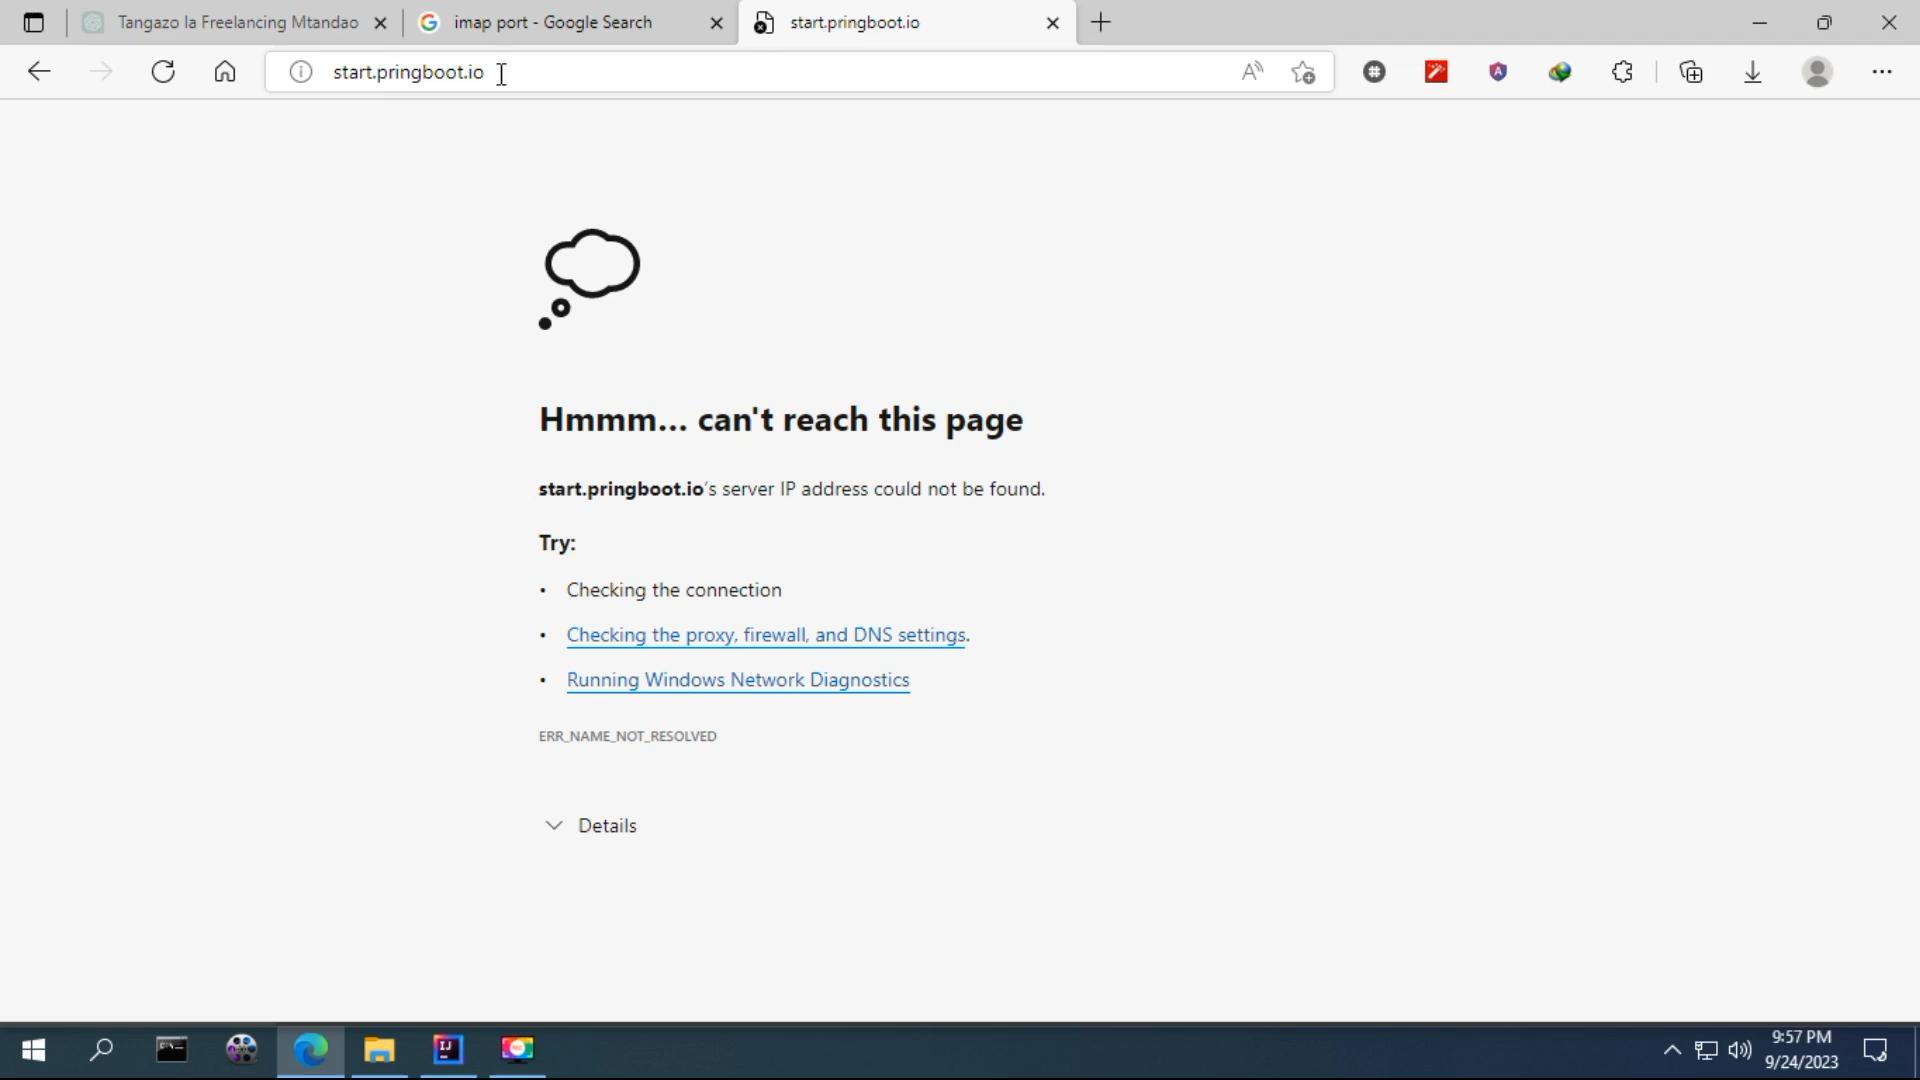 Tangazo la Freelancing Mtandao
imap port - Google Search
start.pringboot.io
start.pringboot.io
Hmmm... can't reach this page
start.pringboot.io's server IP address could not be found.
Try:
• Checking the connection
• Checking the proxy, firewall, and DNS settings.
• Running Windows Network Diagnostics
ERR_NAME_NOT_RESOLVED
Details
9:57 PM
9/24/2023